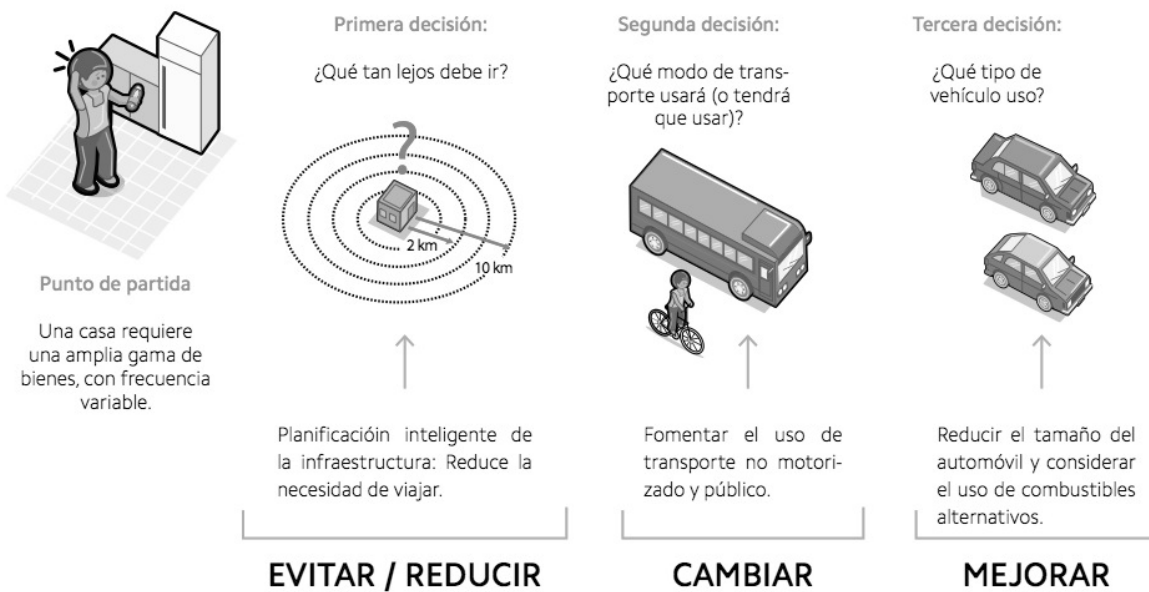 Punto de partida
Una casa requiere
una amplia gama de
bienes, con frecuencia
variable.
Primera decisión:
¿Qué tan lejos debe ir?
?
2 km
10 km
Planificacióin inteligente de
la infraestructura: Reduce la
necesidad de viajar.
EVITAR / REDUCIR
Segunda decisión:
¿Qué modo de trans-
porte usará (o tendrá
que usar)?
Fomentar el uso de
transporte no motori-
zado y público.
CAMBIAR
Tercera decisión:
¿Qué tipo de
vehículo uso?
Reducir el tamaño del
automóvil y considerar
el uso de combustibles
alternativos.
MEJORAR